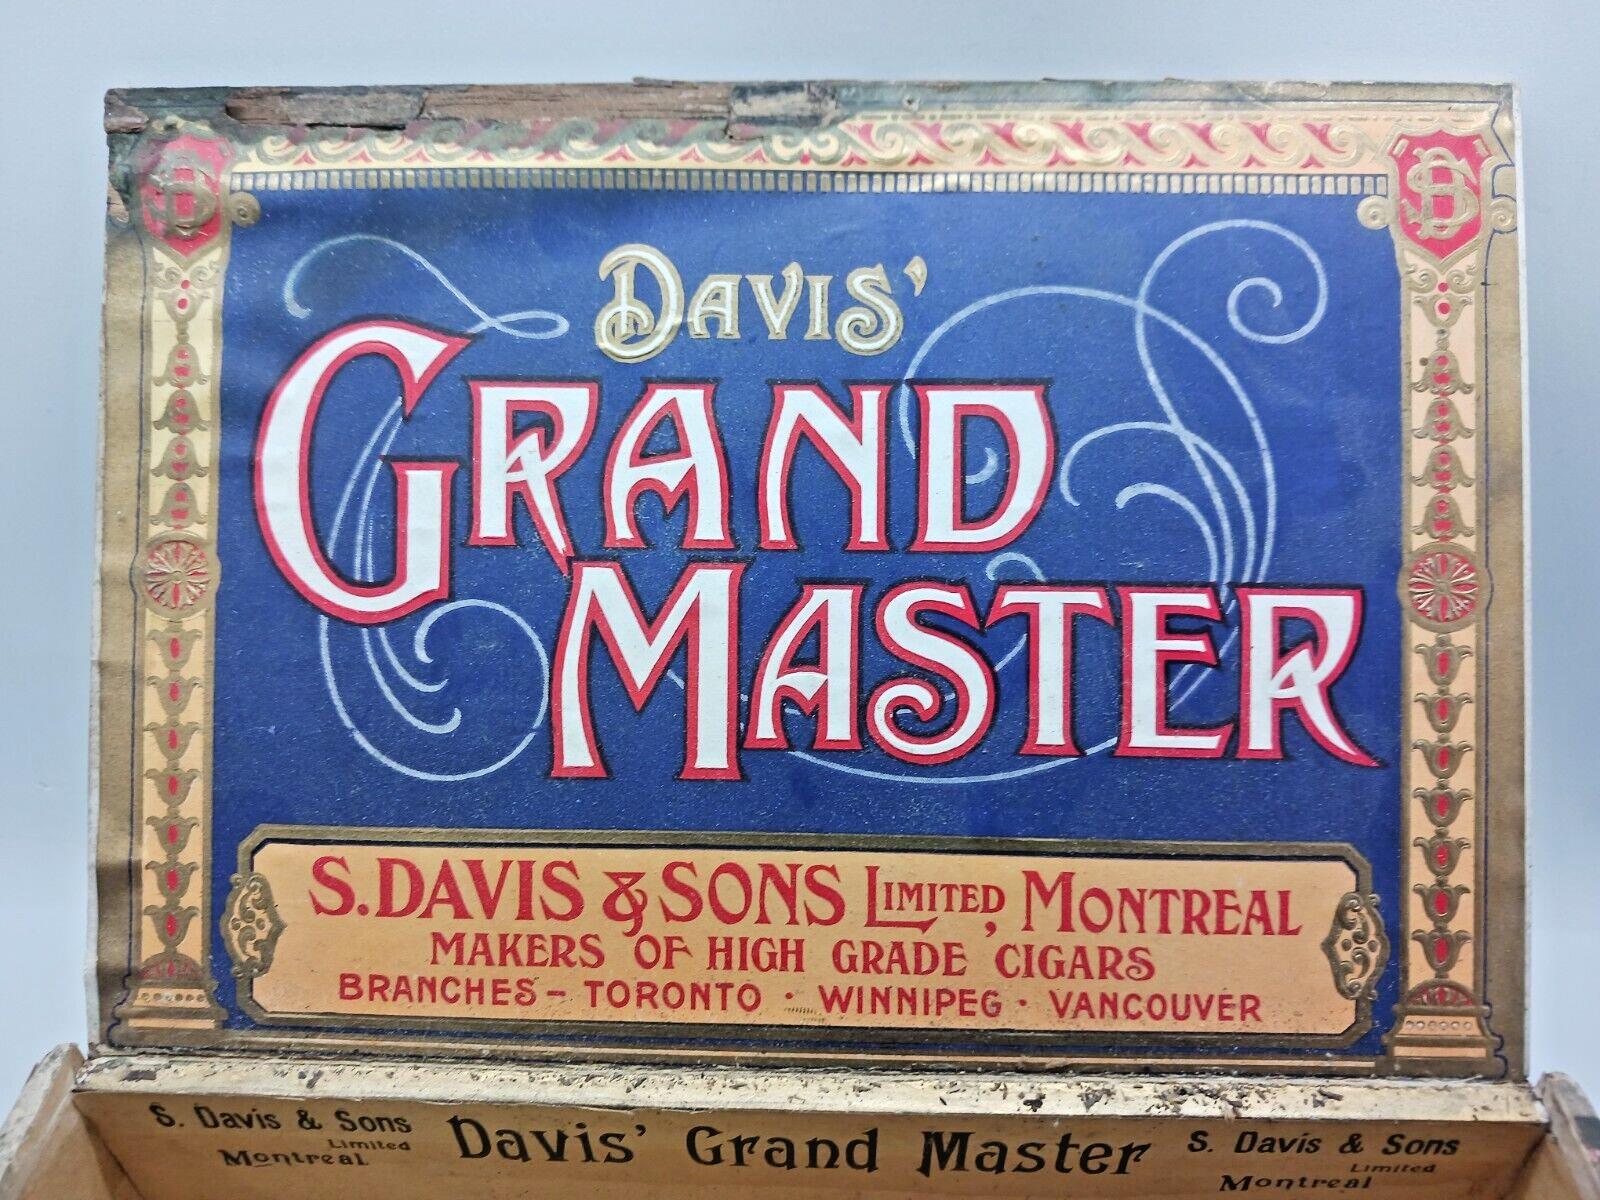 DAVIS'
GRAND
MASTER
S. DAVIS & SONS LIMITED, MONTREAL
MAKERS OF HIGH GRADE CIGARS
BRANCHES – TORONTO · WINNIPEG · VANCOUVER
S. Davis & Sons
Limited
Montreal
Davis' Grand Master
S. Davis & Sons
Limited
Montreal